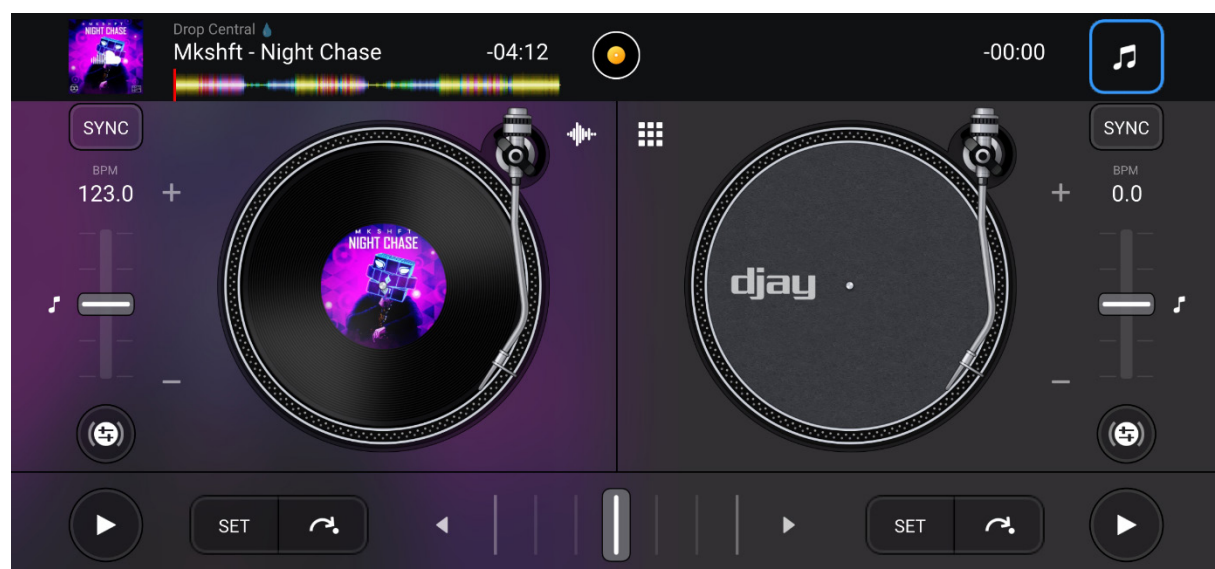 NIGHT CHASE
Drop Central 💧
Mkshft - Night Chase
-04:12
-00:00
SYNC
BPM
123.0
+
−
MKSHFT
NIGHT CHASE
djay
SYNC
BPM
0.0
+
−
SET
SET